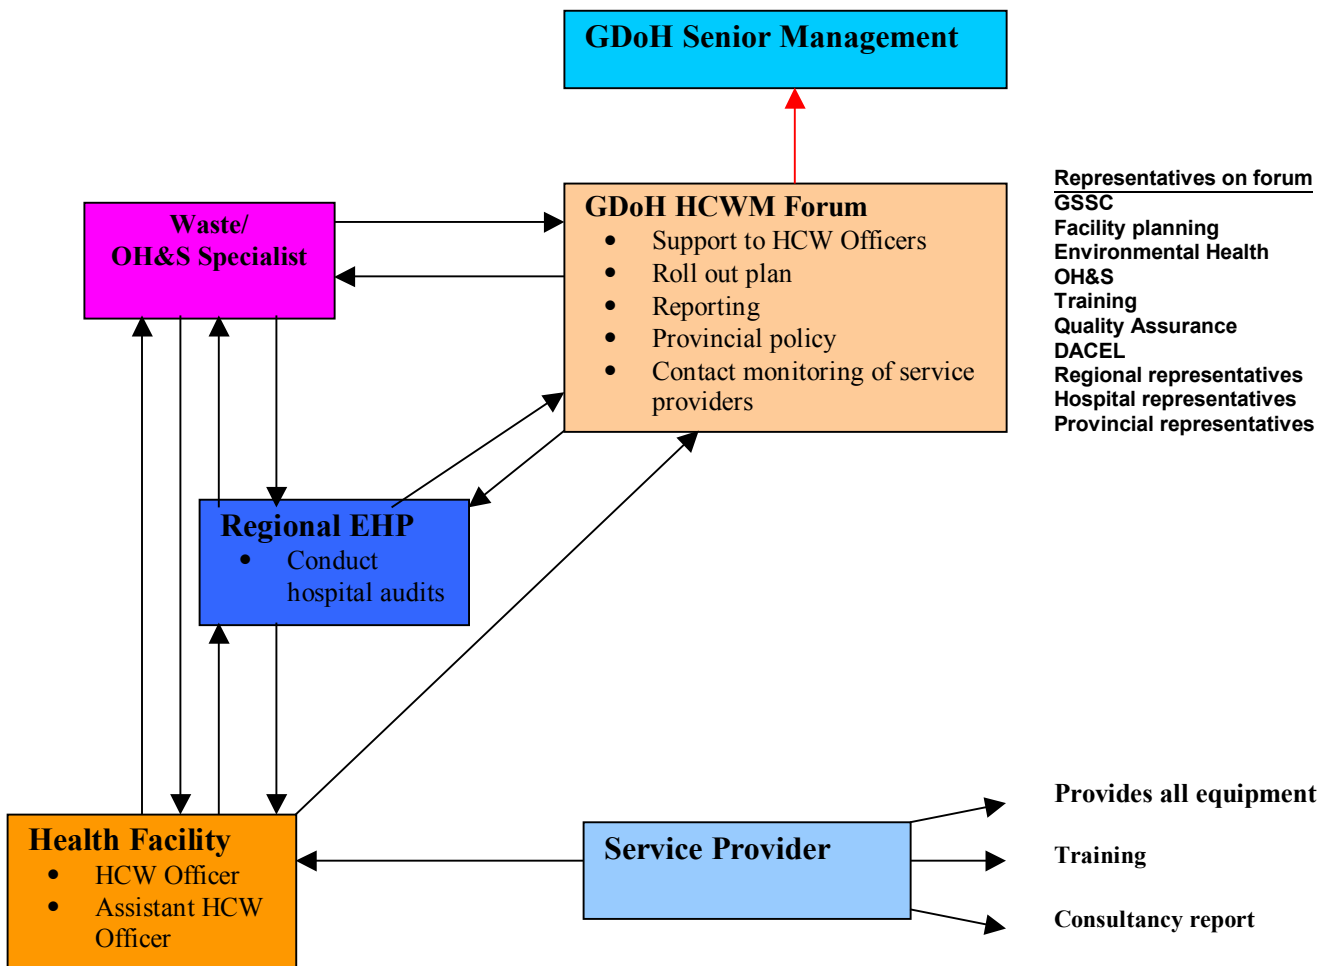 GDoH Senior Management
Waste/
OH&S Specialist
GDoH HCWM Forum
• Support to HCW Officers
• Roll out plan
• Reporting
• Provincial policy
• Contact monitoring of service
providers
Representatives on forum
GSSC
Facility planning
Environmental Health
OH&S
Training
Quality Assurance
DACEL
Regional representatives
Hospital representatives
Provincial representatives
Regional EHP
• Conduct
hospital audits
Health Facility
• HCW Officer
• Assistant HCW
Officer
Service Provider
Provides all equipment
Training
Consultancy report